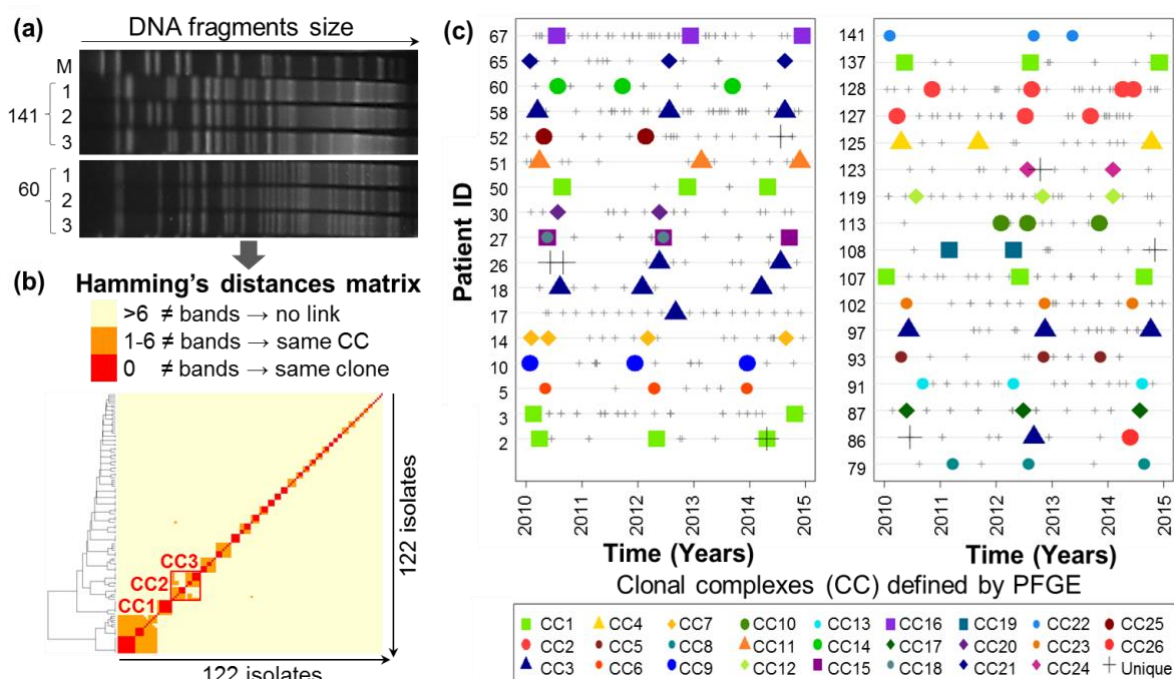 (a)
DNA fragments size
M
1
141
2
3
1
60
2
3
(b)
Hamming's distances matrix
>6 ≠ bands → no link
1-6 ≠ bands → same CC
0 ≠ bands → same clone
CC3
CC2
CC1
122 isolates
122 isolates
(c)
Patient ID
67
65
60
58
52
51
50
30
27
26
18
17
14
10
5
3
2
2010
2011
2012
2013
2014
2015
Time (Years)
141
137
128
127
125
123
119
113
108
107
102
97
93
91
87
86
79
2010
2011
2012
2013
2014
2015
Time (Years)
Clonal complexes (CC) defined by PFGE
CC1 CC4 CC7 CC10 CC13 CC16 CC19 CC22 CC25
CC2 CC5 CC8 CC11 CC14 CC17 CC20 CC23 CC26
CC3 CC6 CC9 CC12 CC15 CC18 CC21 CC24 Unique